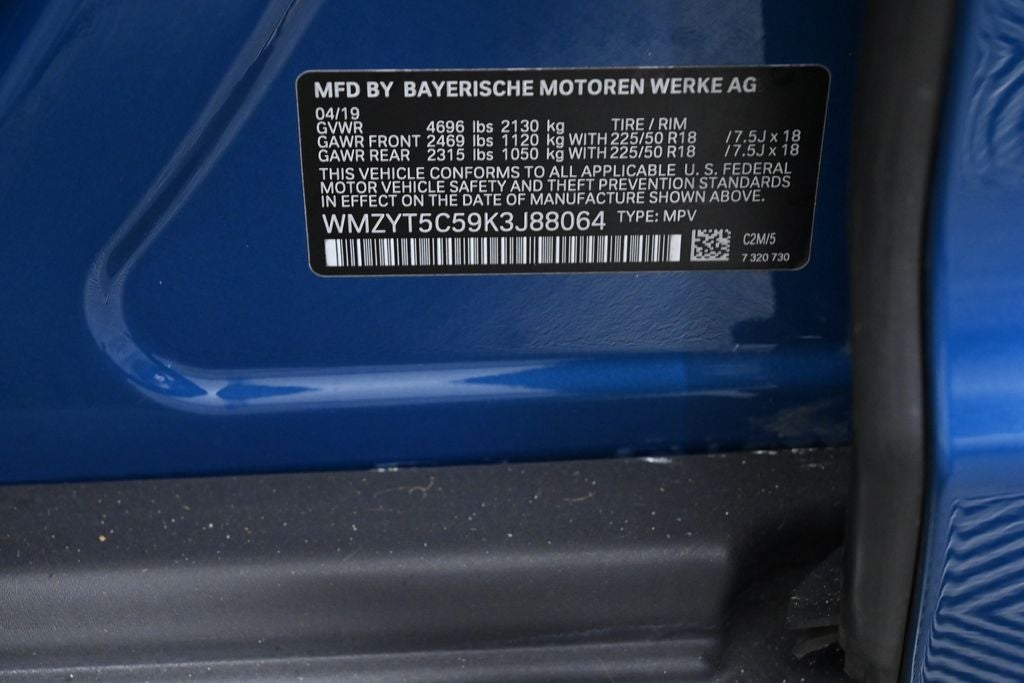 MFD BY BAYERISCHE MOTOREN WERKE AG
04/19
GVWR 4696 lbs 2130 kg TIRE / RIM
GAWR FRONT 2469 lbs 1120 kg WITH 225/50 R18 /7.5J x 18
GAWR REAR 2315 lbs 1050 kg WITH 225/50 R18 /7.5J x 18
THIS VEHICLE CONFORMS TO ALL APPLICABLE U. S. FEDERAL
MOTOR VEHICLE SAFETY AND THEFT PREVENTION STANDARDS
IN EFFECT ON THE DATE OF MANUFACTURE SHOWN ABOVE.
WMZYT5C59K3J88064 TYPE: MPV
C2M/5
7 320 730